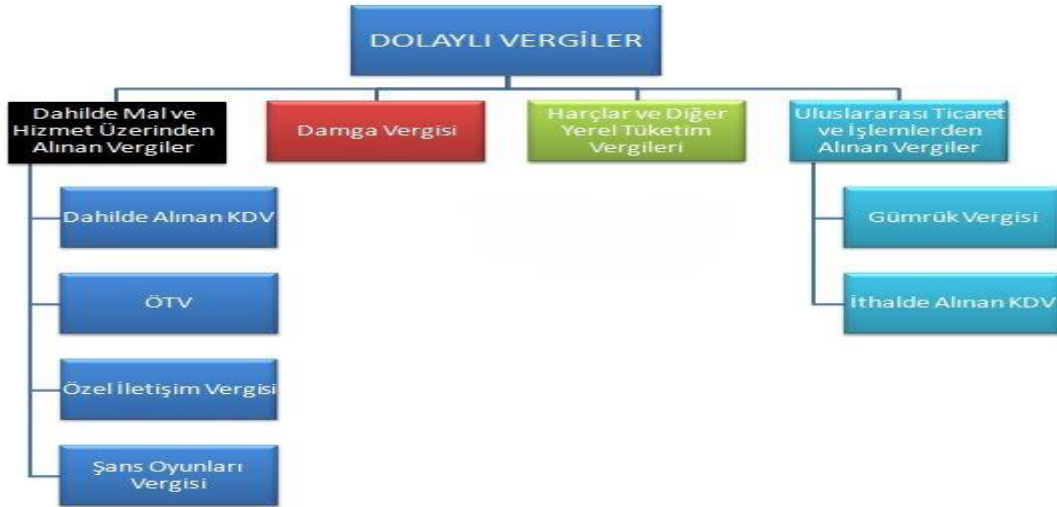 DOLAYLI VERGİLER
Dahilde Mal ve
Hizmet Üzerinden
Alınan Vergiler
Damga Vergisi
Harçlar ve Diğer
Yerel Tüketim
Vergileri
Uluslararası Ticaret
ve İşlemlerden
Alınan Vergiler
Dahilde Alınan KDV
ÖTV
Özel İletişim Vergisi
Şans Oyunları
Vergisi
Gümrük Vergisi
İthalde Alınan KDV